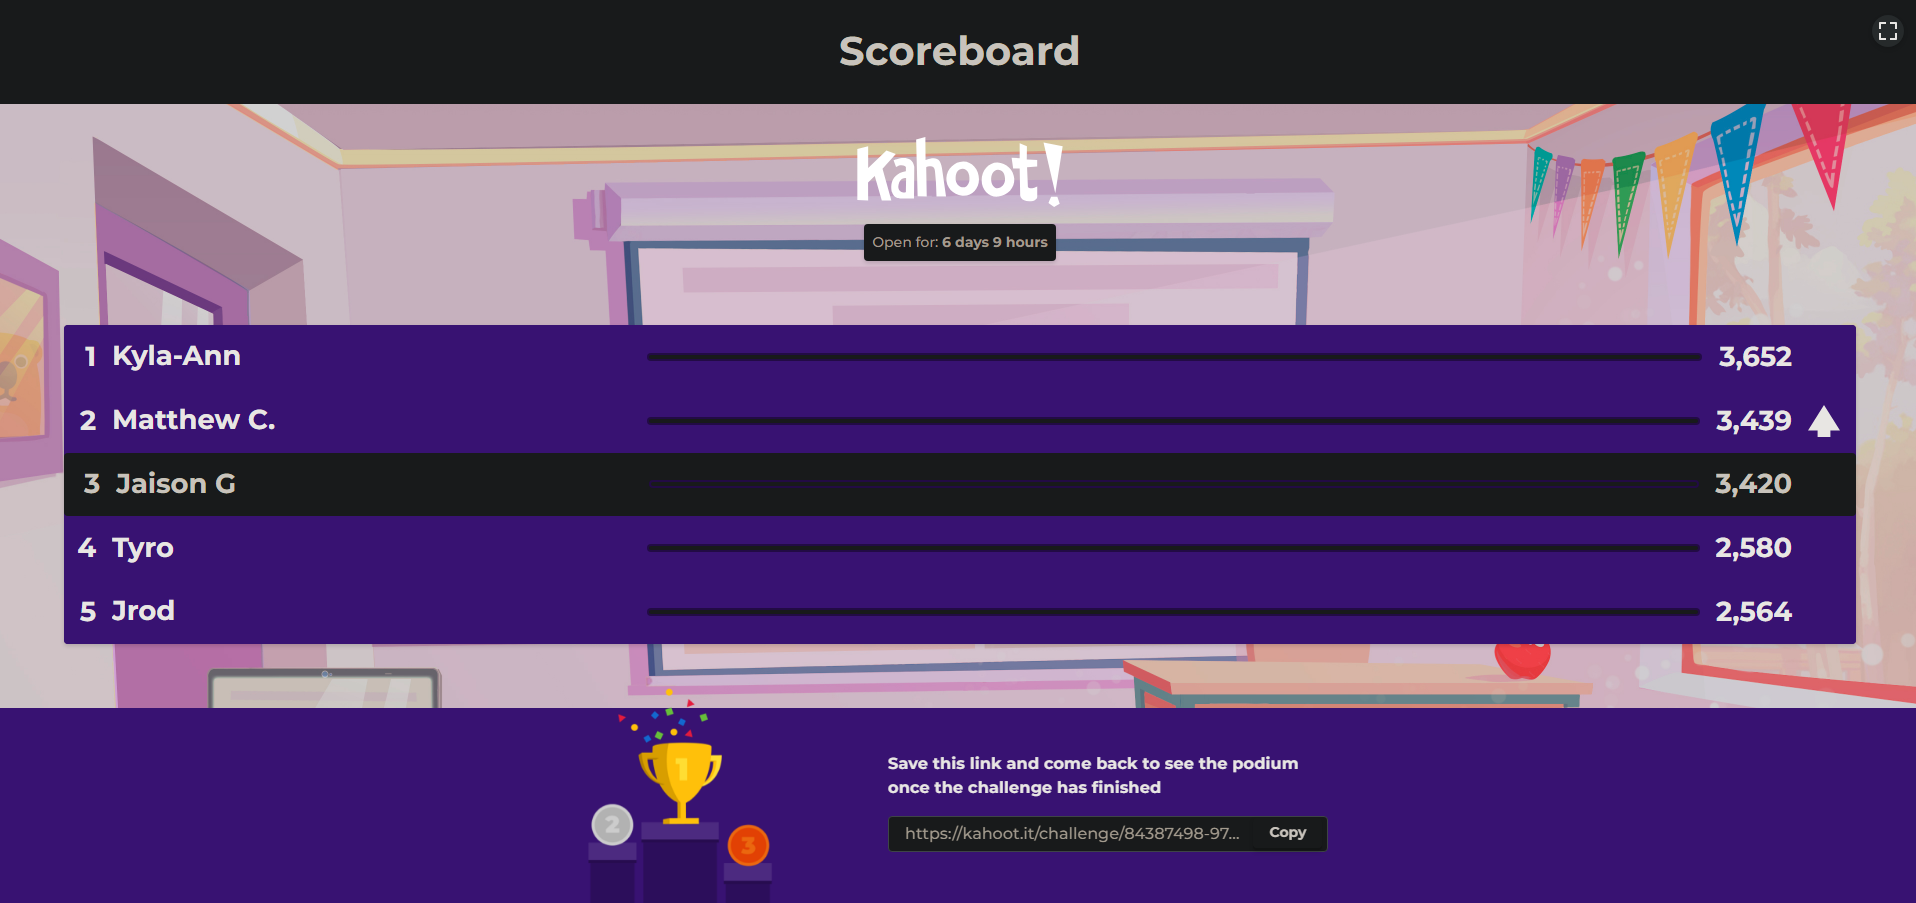 Scoreboard
Kahoot!
Open for: 6 days 9 hours
1 Kyla-Ann 3,652
2 Matthew C. 3,439
3 Jaison G 3,420
4 Tyro 2,580
5 Jrod 2,564
1
2
3
Save this link and come back to see the podium
once the challenge has finished
https://kahoot.it/challenge/84387498-97... Copy